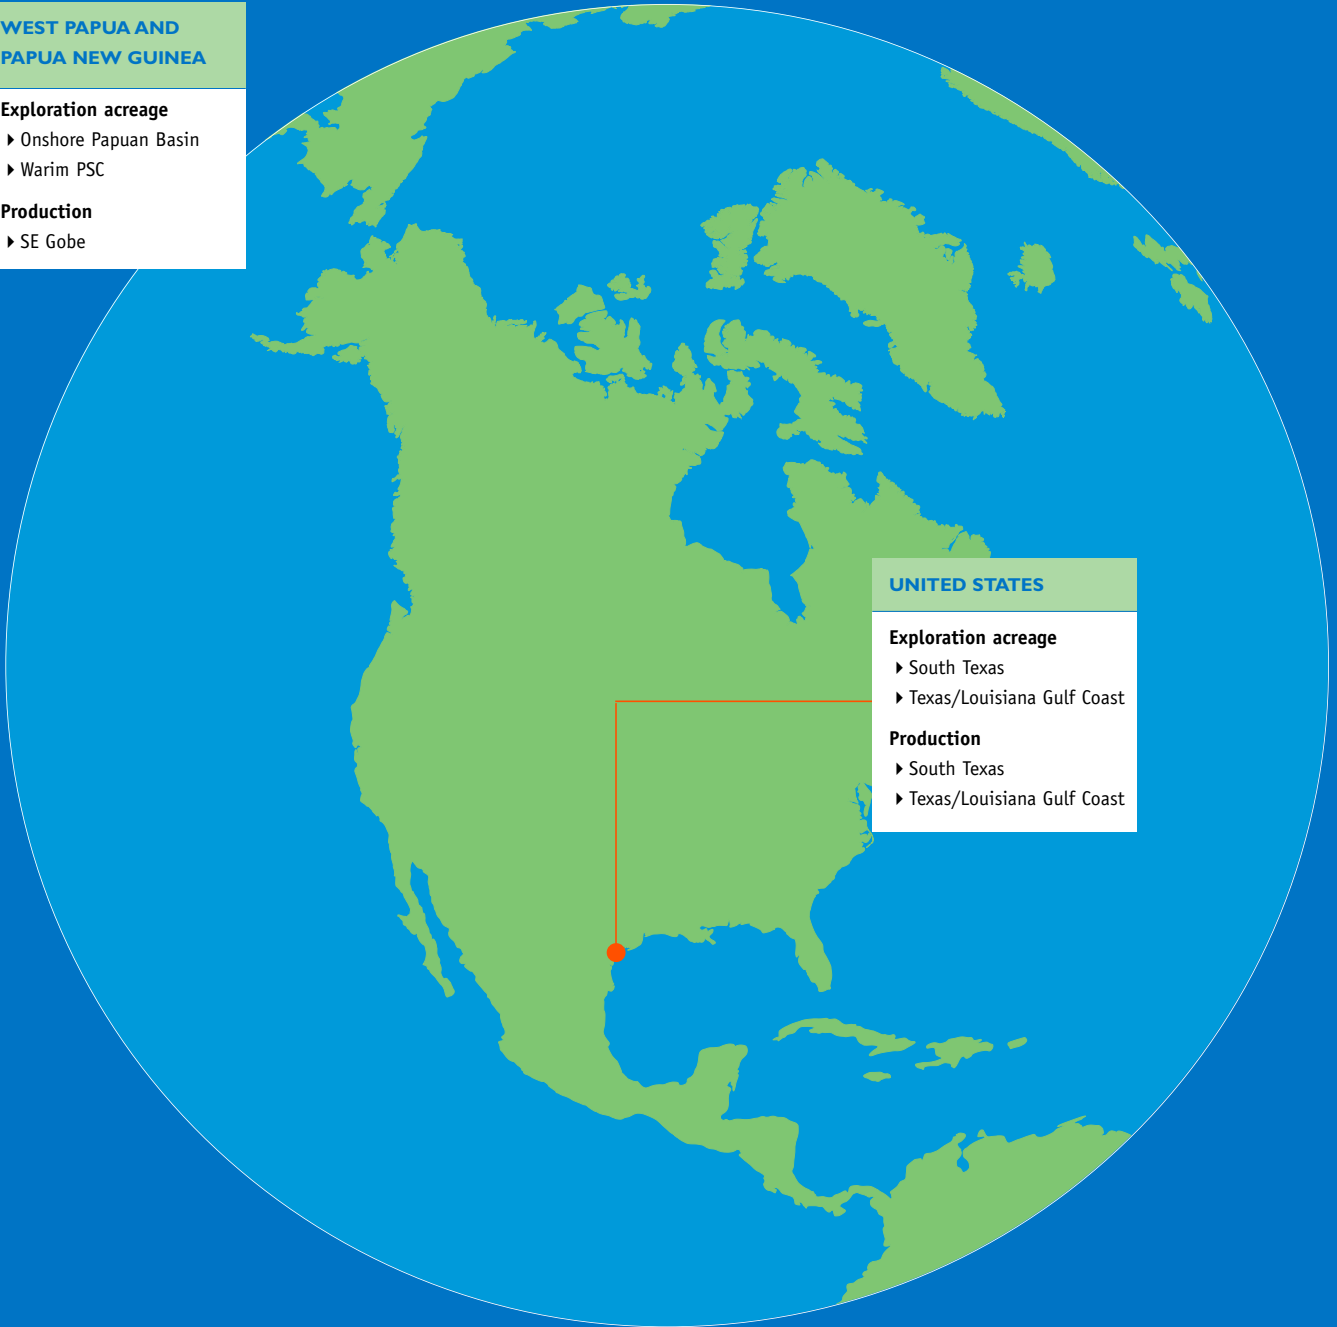 WEST PAPUA AND
PAPUA NEW GUINEA
Exploration acreage
Onshore Papuan Basin
Warim PSC
Production
SE Gobe
UNITED STATES
Exploration acreage
South Texas
Texas/Louisiana Gulf Coast
Production
South Texas
Texas/Louisiana Gulf Coast